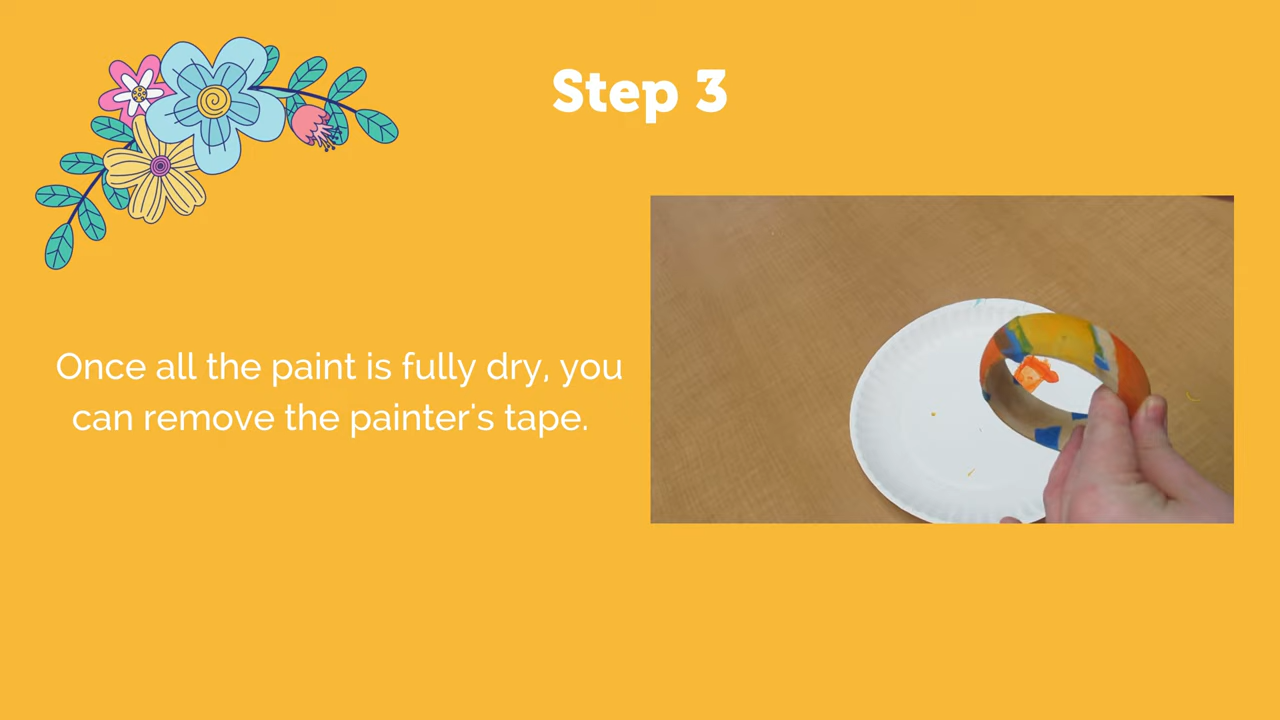 Step 3
Once all the paint is fully dry, you
can remove the painter's tape.